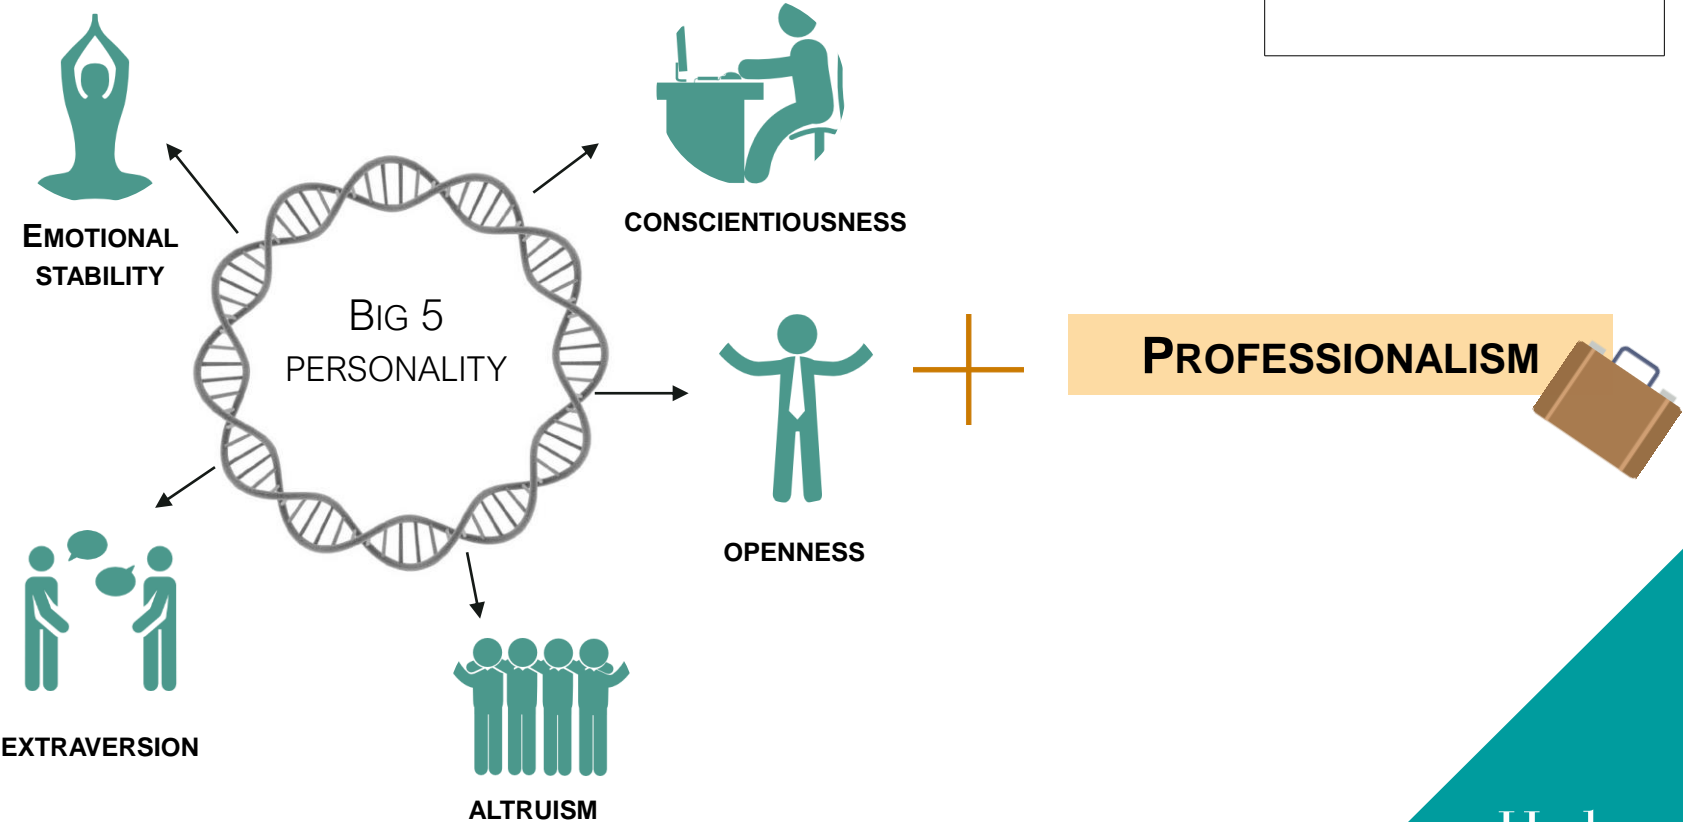 EMOTIONAL
STABILITY
CONSCIENTIOUSNESS
BIG 5
PERSONALITY
PROFESSIONALISM
OPENNESS
EXTRAVERSION
ALTRUISM